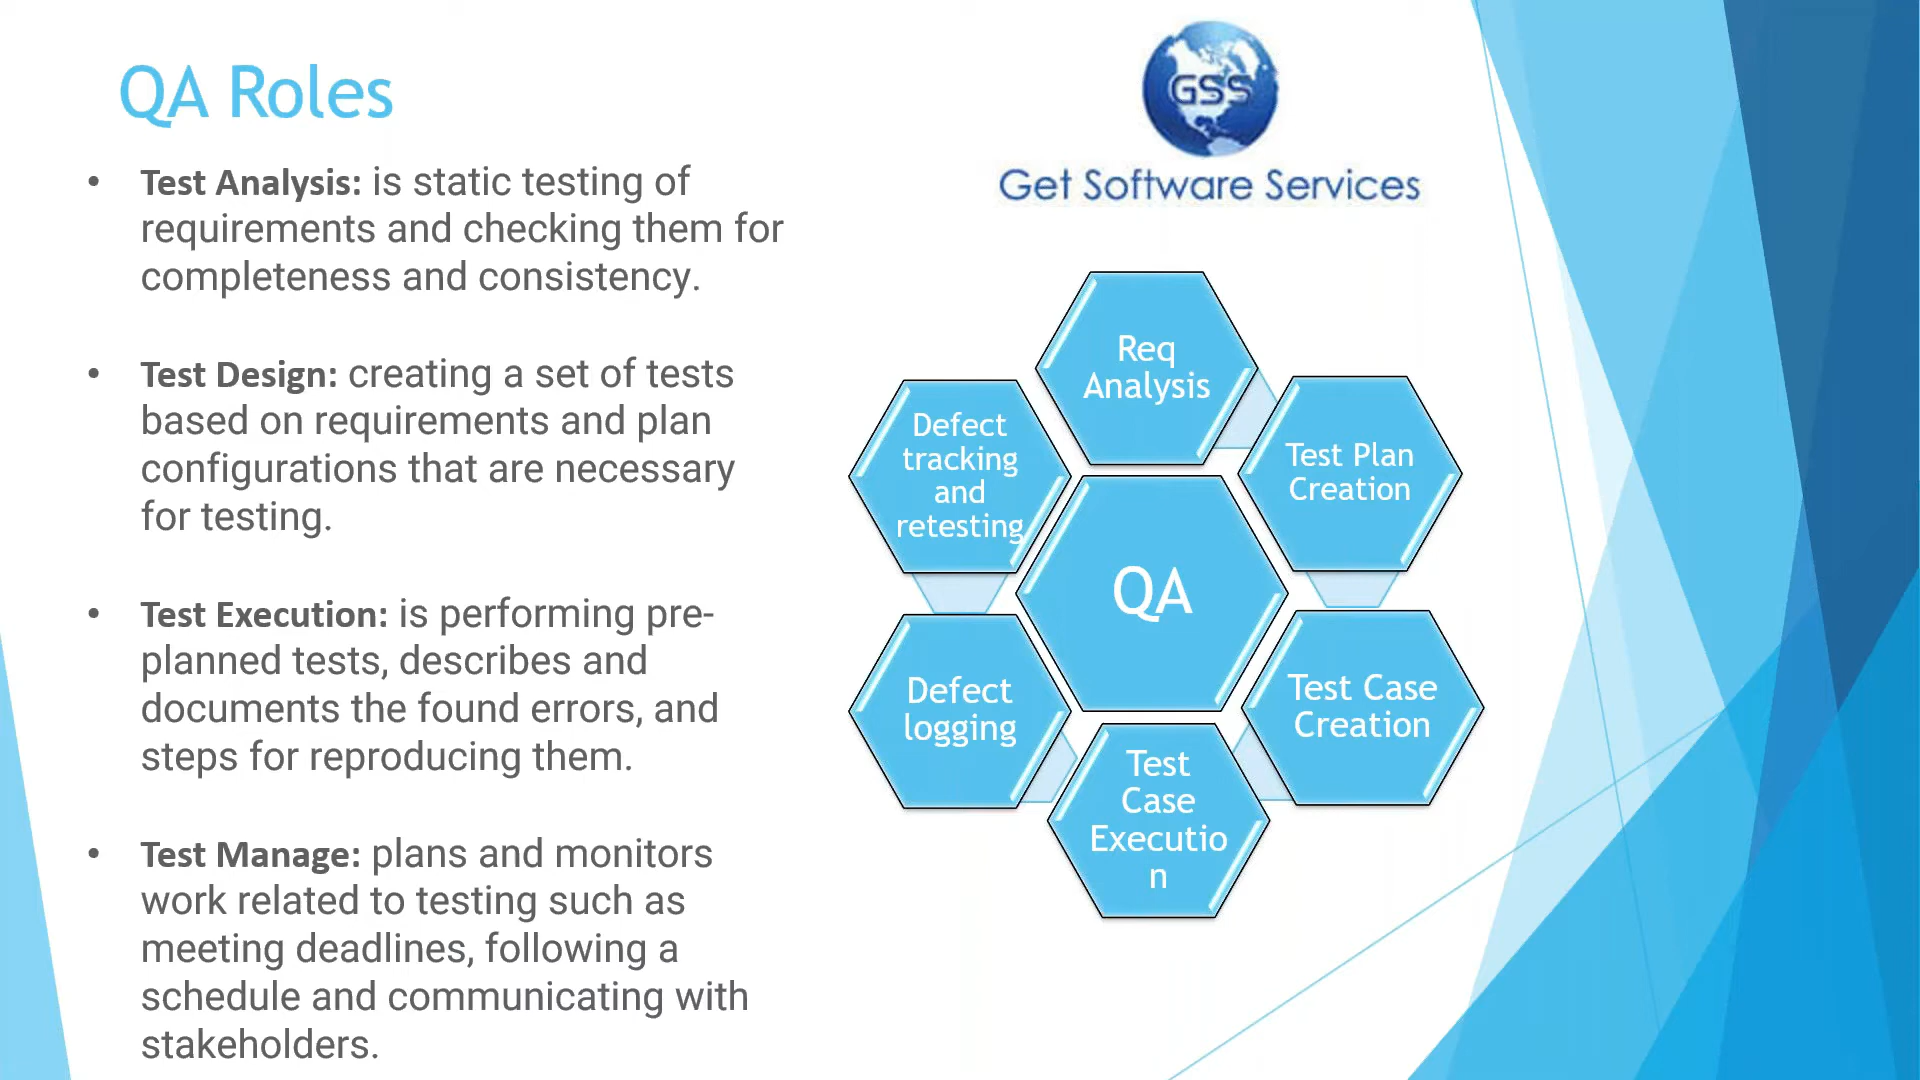 QA Roles
• Test Analysis: is static testing of
requirements and checking them for
completeness and consistency.
• Test Design: creating a set of tests
based on requirements and plan
configurations that are necessary
for testing.
• Test Execution: is performing pre-
planned tests, describes and
documents the found errors, and
steps for reproducing them.
• Test Manage: plans and monitors
work related to testing such as
meeting deadlines, following a
schedule and communicating with
stakeholders.
GSS
Get Software Services
Req
Analysis
Test Plan
Creation
Test Case
Creation
Test
Case
Executio
n
Defect
logging
Defect
tracking
and
retesting
QA